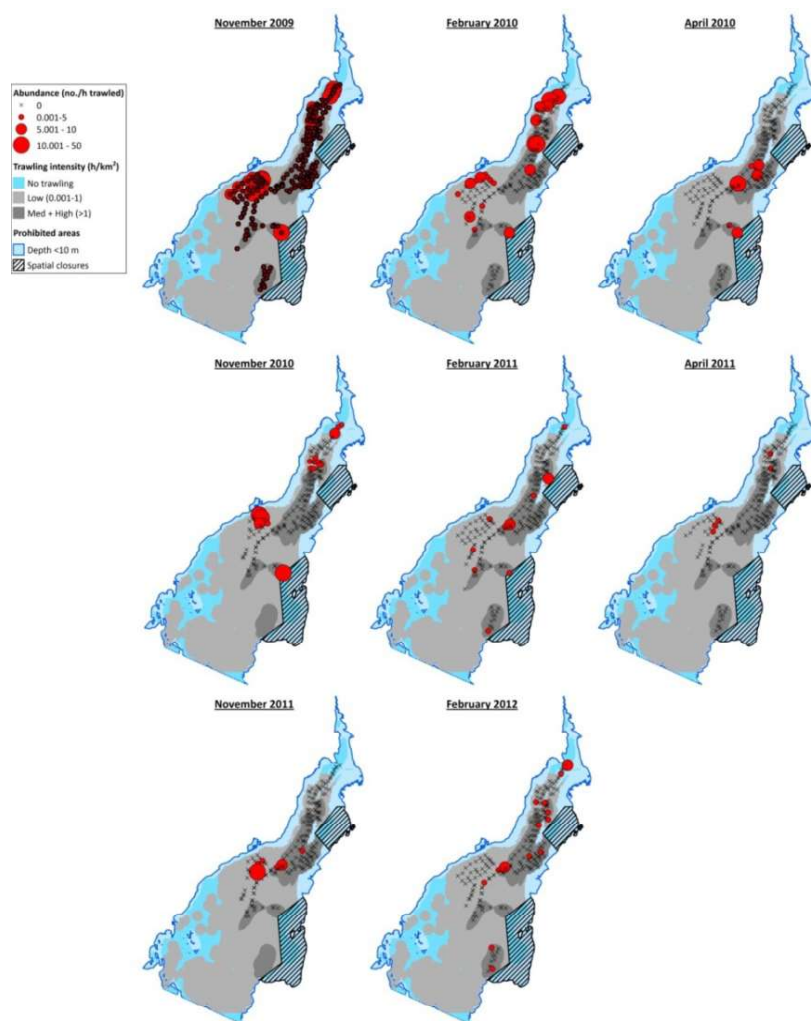 November 2009
February 2010
April 2010
Abundance (no./h trawled)
0
0.001-5
5.001 - 10
10.001 - 50
Trawling intensity (h/km²)
No trawling
Low (0.001-1)
Med + High (>1)
Prohibited areas
Depth <10 m
Spatial closures
November 2010
February 2011
April 2011
November 2011
February 2012